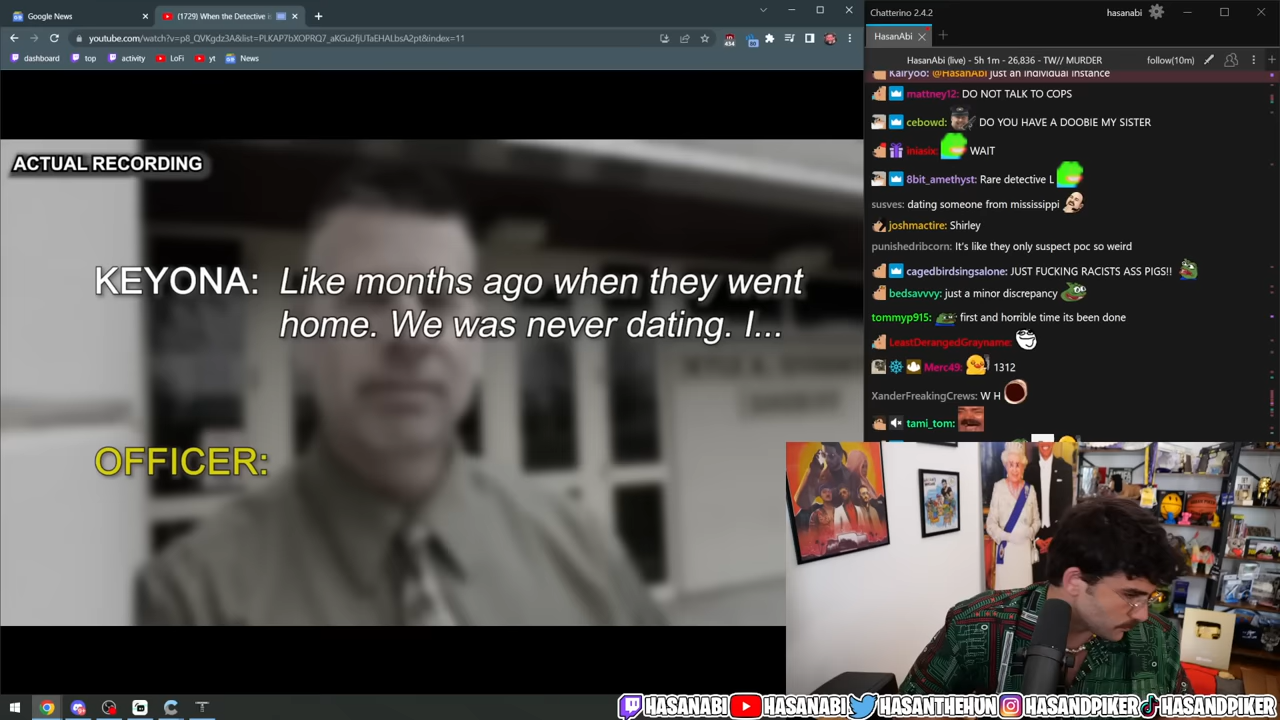 Google News
(1729) When the Detective i
youtube.com/watch?v=p8_QVKgdz3A&list=PLKAP7bXOPRQ7_aKGu2fjUTaEHALbsA2pt&index=11
dashboard
top
activity
LoFi
yt
News
ACTUAL RECORDING
KEYONA: Like months ago when they went
home. We was never dating. I...
OFFICER:
Chatterino 2.4.2
hasanabi
HasanAbi
HasanAbi (live) - 5h 1m - 26,836 - TW// MURDER
follow(10m)
Kairyoo: @HasanAbi just an individual instance
mattney12: DO NOT TALK TO COPS
cebowd: DO YOU HAVE A DOOBIE MY SISTER
iniasix: WAIT
8bit_amethyst: Rare detective L
susves: dating someone from mississippi
joshmactire: Shirley
punishedribcorn: It's like they only suspect poc so weird
cagedbirdsingsalone: JUST FUCKING RACISTS ASS PIGS!!
bedsavvvy: just a minor discrepancy
tommyp915: first and horrible time its been done
LeastDerangedGrayname:
Merc49: 1312
XanderFreakingCrews: W H
tami_tom:
HASANABI HASANABI HASANTHEHUN HASANDPIKER HASANDPIKER